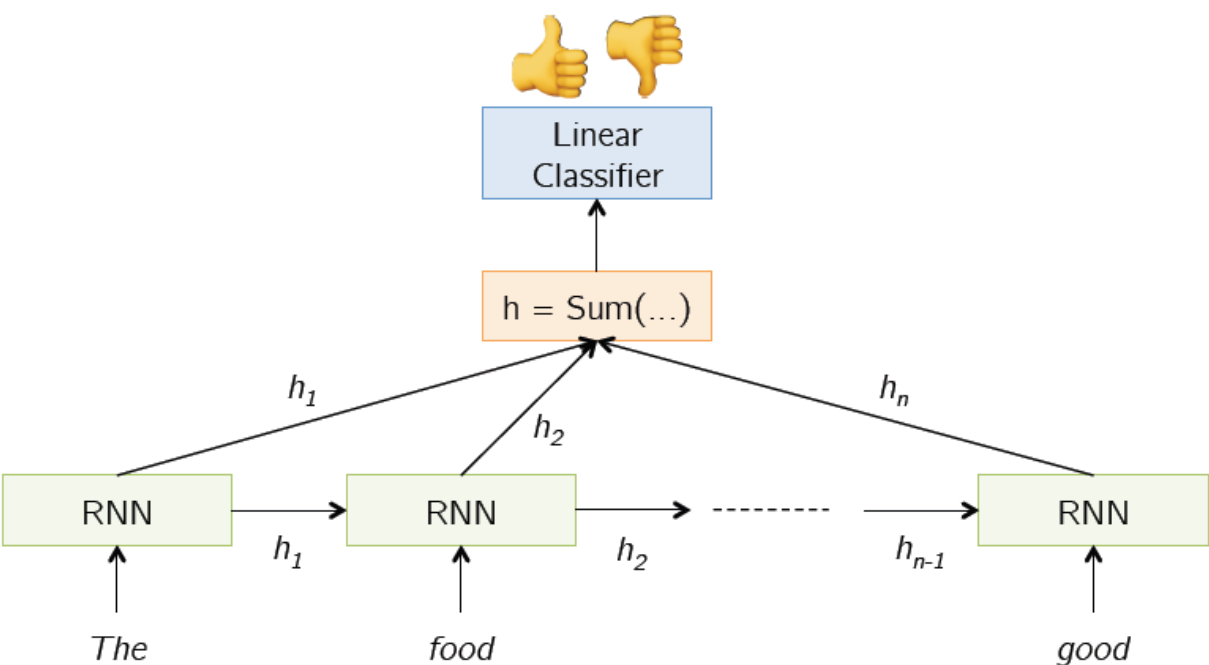 Linear
Classifier
h = Sum(...)
h₁
h₂
hₙ
RNN
RNN
RNN
h₁
h₂
hₙ₋₁
The
food
good